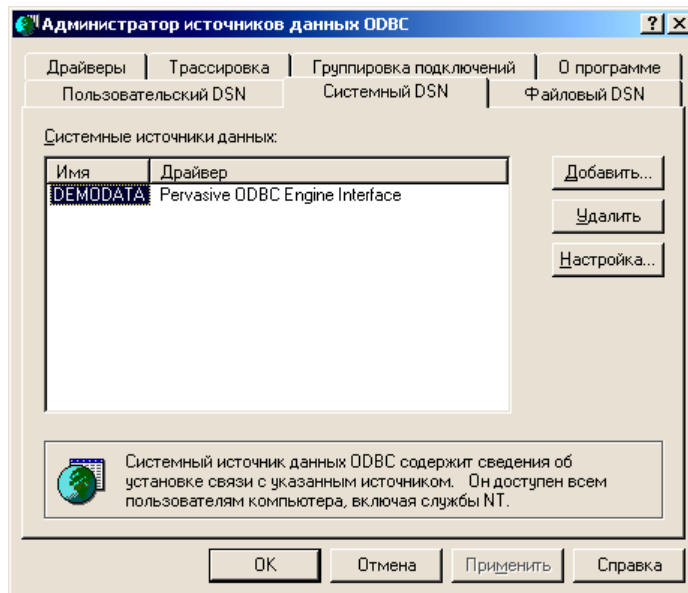 Администратор источников данных ODBC
Драйверы Трассировка Группировка подключений О программе
Пользовательский DSN Системный DSN Файловый DSN
Системные источники данных:
Имя Драйвер
DEMODATA Pervasive ODBC Engine Interface
Добавить...
Удалить
Настройка...
Системный источник данных ODBC содержит сведения об
установке связи с указанным источником. Он доступен всем
пользователям компьютера, включая службы NT.
OK Отмена Применить Справка